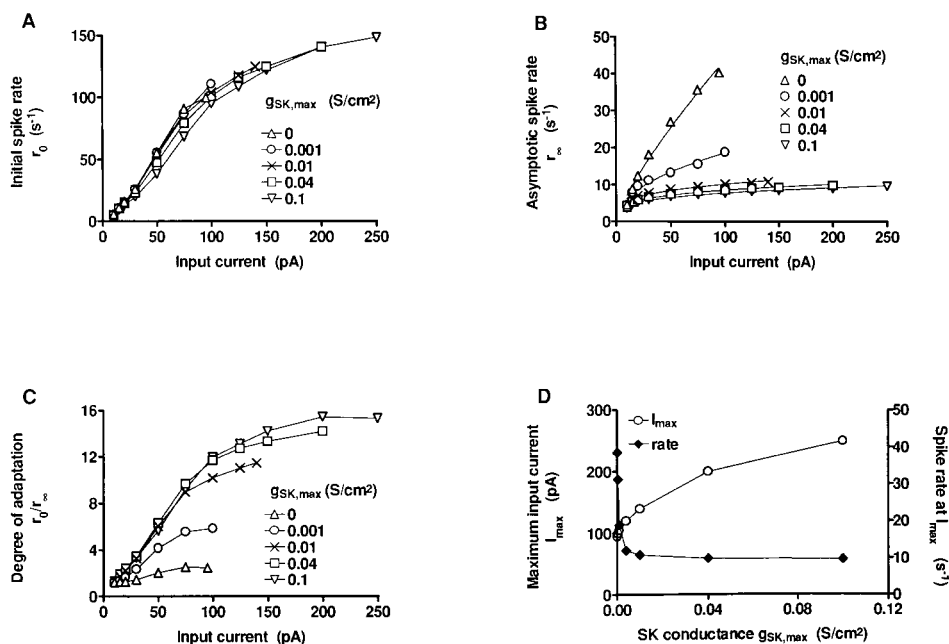 A
150
100
50
0
Initial spike rate
r₀ (s⁻¹)
gSK,max (S/cm²)
0
0.001
0.01
0.04
0.1
0 50 100 150 200 250
Input current (pA)
B
50
40
30
20
10
0
Asymptotic spike rate
r∞ (s⁻¹)
gSK,max (S/cm²)
0
0.001
0.01
0.04
0.1
0 50 100 150 200 250
Input current (pA)
C
16
12
8
4
0
Degree of adaptation
r₀/r∞
gSK,max (S/cm²)
0
0.001
0.01
0.04
0.1
0 50 100 150 200 250
Input current (pA)
D
300
200
100
0
Maximum input current
Imax (pA)
Imax
rate
50
40
30
20
10
0
Spike rate at Imax
(s⁻¹)
0.00 0.04 0.08 0.12
SK conductance gSK,max (S/cm²)